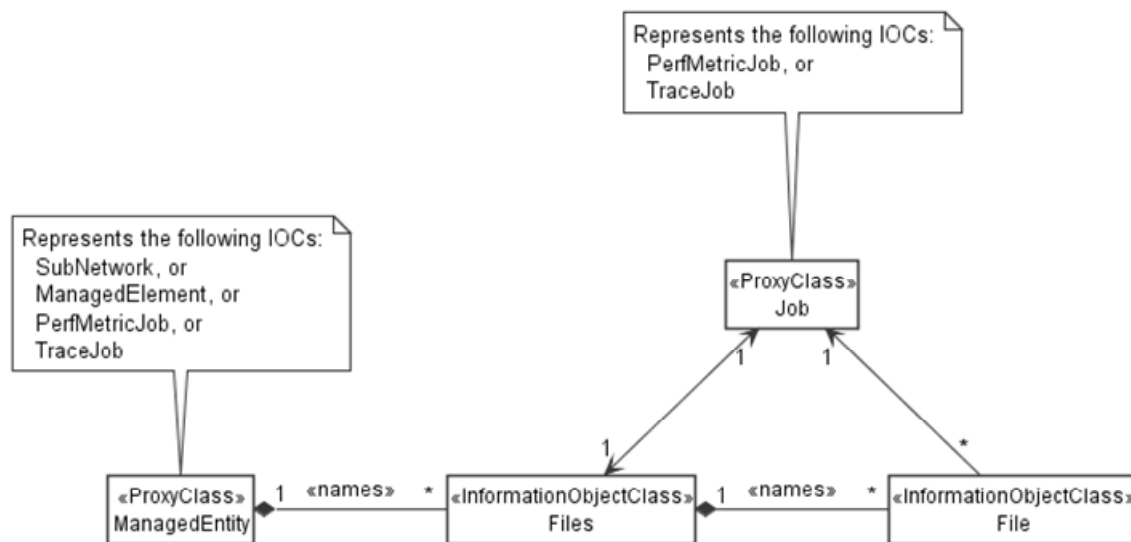 Represents the following IOCs:
PerfMetricJob, or
TraceJob
Represents the following IOCs:
SubNetwork, or
ManagedElement, or
PerfMetricJob, or
TraceJob
«ProxyClass»
Job
1
1
1
*
«ProxyClass»
ManagedEntity
1
«names»
*
«InformationObjectClass»
Files
1
«names»
*
«InformationObjectClass»
File